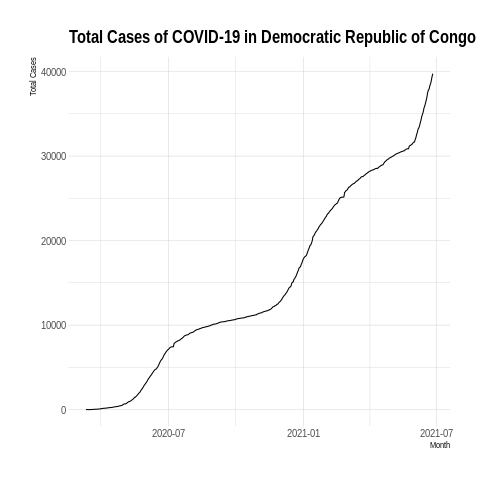 Total Cases of COVID-19 in Democratic Republic of Congo
Total Cases
40000
30000
20000
10000
0
2020-07 2021-01 2021-07
Month